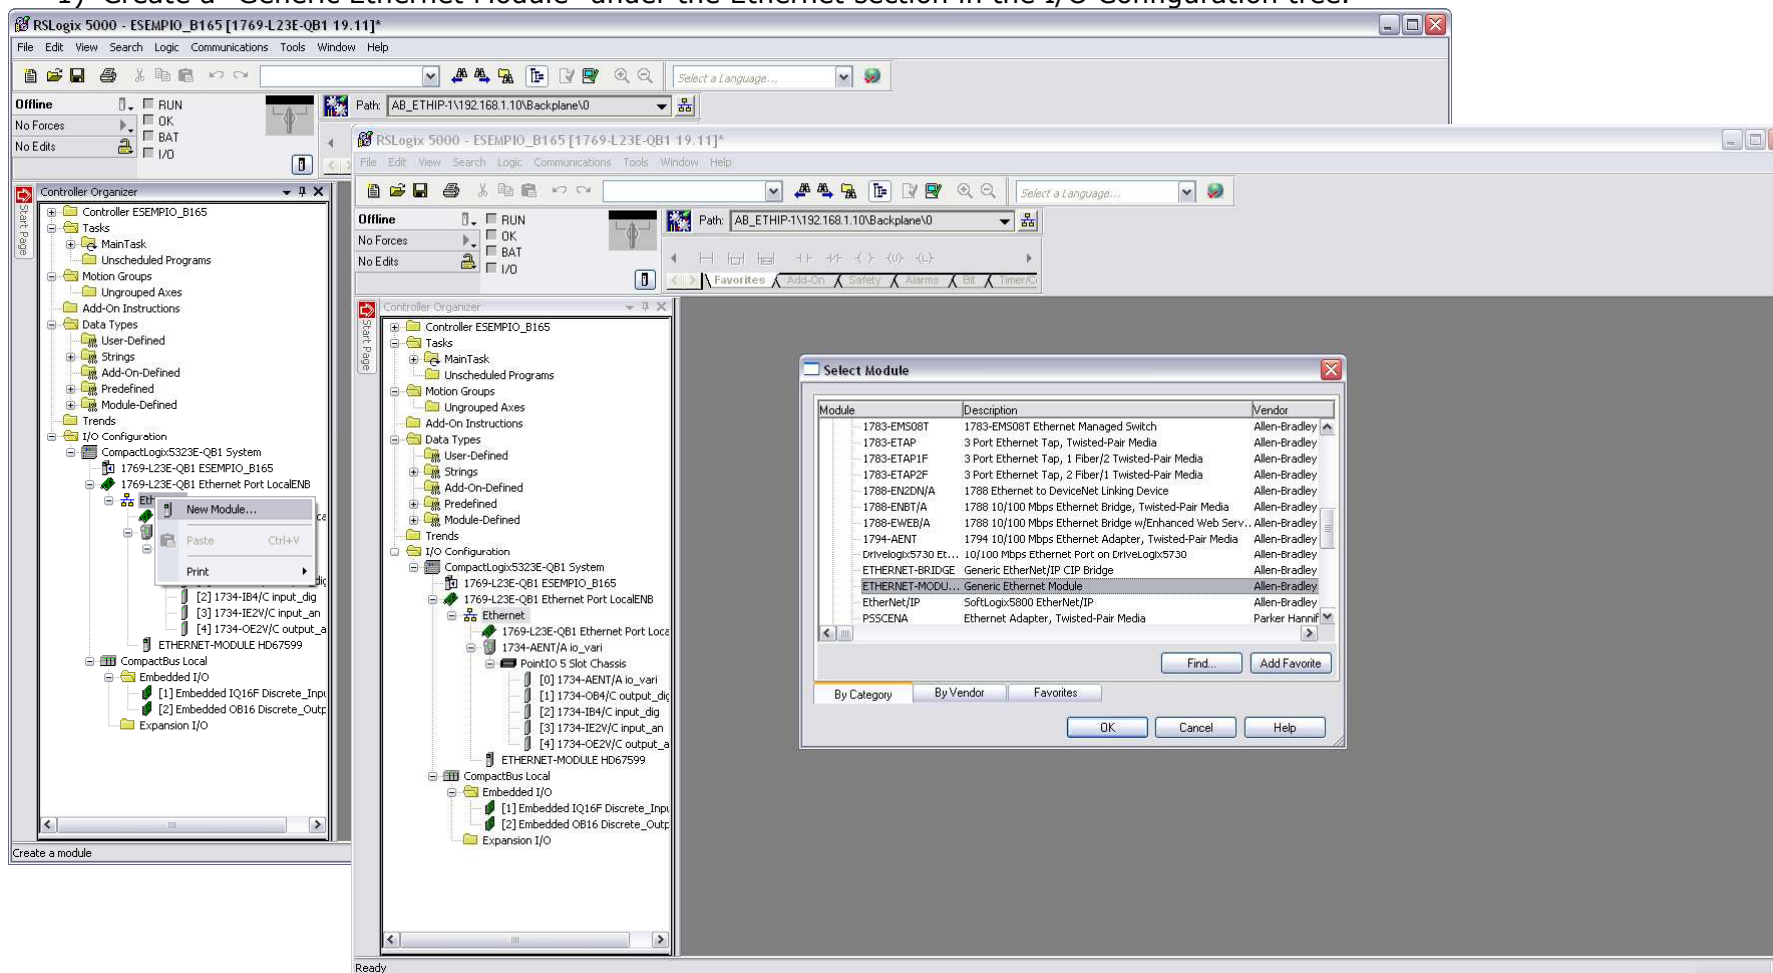 1) Create a "Generic Ethernet Module" under the Ethernet section in the I/O Configuration tree.
RSLogix 5000 - ESEMPIO_B165 [1769-L23E-QB1 19.11]*
File Edit View Search Logic Communications Tools Window Help
Select a Language...
Offline
RUN
No Forces
OK
No Edits
BAT
I/O
Path: AB_ETHIP-1\192.168.1.10\Backplane\0
Start Page
Controller Organizer
Controller ESEMPIO_B165
Tasks
MainTask
Unscheduled Programs
Motion Groups
Ungrouped Axes
Add-On Instructions
Data Types
User-Defined
Strings
Add-On-Defined
Predefined
Module-Defined
Trends
I/O Configuration
CompactLogix5323E-QB1 System
1769-L23E-QB1 ESEMPIO_B165
1769-L23E-QB1 Ethernet Port LocalENB
Eth
New Module...
Paste Ctrl+V
Print
[2] 1734-IB4/C input_dig
[3] 1734-IE2V/C input_an
[4] 1734-OE2V/C output_a
ETHERNET-MODULE HD67599
CompactBus Local
Embedded I/O
[1] Embedded IQ16F Discrete_Inpu
[2] Embedded OB16 Discrete_Outp
Expansion I/O
Create a module
RSLogix 5000 - ESEMPIO_B165 [1769-L23E-QB1 19.11]*
File Edit View Search Logic Communications Tools Window Help
Select a Language...
Offline
RUN
No Forces
OK
No Edits
BAT
I/O
Path: AB_ETHIP-1\192.168.1.10\Backplane\0
Favorites Add-On Safety Alarms Bit Timer/C
Start Page
Controller Organizer
Controller ESEMPIO_B165
Tasks
MainTask
Unscheduled Programs
Motion Groups
Ungrouped Axes
Add-On Instructions
Data Types
User-Defined
Strings
Add-On-Defined
Predefined
Module-Defined
Trends
I/O Configuration
CompactLogix5323E-QB1 System
1769-L23E-QB1 ESEMPIO_B165
1769-L23E-QB1 Ethernet Port LocalENB
Ethernet
1769-L23E-QB1 Ethernet Port Loca
1734-AENT/A io_vari
PointIO 5 Slot Chassis
[0] 1734-AENT/A io_vari
[1] 1734-OB4/C output_dig
[2] 1734-IB4/C input_dig
[3] 1734-IE2V/C input_an
[4] 1734-OE2V/C output_a
ETHERNET-MODULE HD67599
CompactBus Local
Embedded I/O
[1] Embedded IQ16F Discrete_Inpu
[2] Embedded OB16 Discrete_Outp
Expansion I/O
Ready
Select Module
Module Description Vendor
1783-EMS08T 1783-EMS08T Ethernet Managed Switch Allen-Bradley
1783-ETAP 3 Port Ethernet Tap, Twisted-Pair Media Allen-Bradley
1783-ETAP1F 3 Port Ethernet Tap, 1 Fiber/2 Twisted-Pair Media Allen-Bradley
1783-ETAP2F 3 Port Ethernet Tap, 2 Fiber/1 Twisted-Pair Media Allen-Bradley
1788-EN2DN/A 1788 Ethernet to DeviceNet Linking Device Allen-Bradley
1788-ENBT/A 1788 10/100 Mbps Ethernet Bridge, Twisted-Pair Media Allen-Bradley
1788-EWEB/A 1788 10/100 Mbps Ethernet Bridge w/Enhanced Web Serv... Allen-Bradley
1794-AENT 1794 10/100 Mbps Ethernet Adapter, Twisted-Pair Media Allen-Bradley
DriveLogix5730 Et... 10/100 Mbps Ethernet Port on DriveLogix5730 Allen-Bradley
ETHERNET-BRIDGE Generic EtherNet/IP CIP Bridge Allen-Bradley
ETHERNET-MODU... Generic Ethernet Module Allen-Bradley
EtherNet/IP SoftLogix5800 EtherNet/IP Allen-Bradley
PSSCENA Ethernet Adapter, Twisted-Pair Media Parker Hannif
Find... Add Favorite
By Category By Vendor Favorites
OK Cancel Help